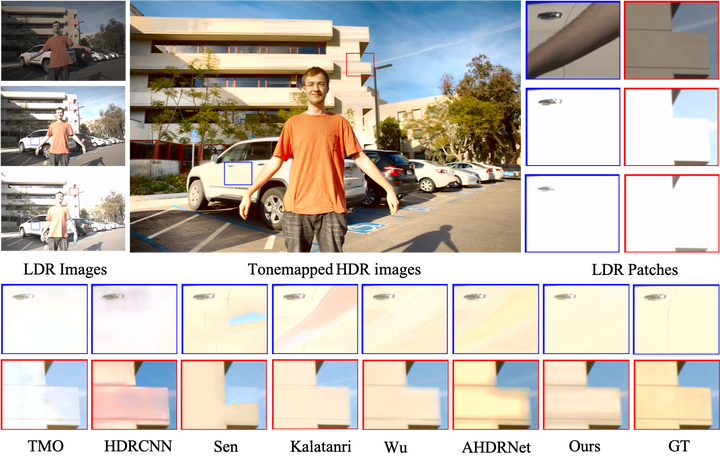 LDR Images
Tonemapped HDR images
LDR Patches
TMO
HDRCNN
Sen
Kalatanri
Wu
AHDRNet
Ours
GT